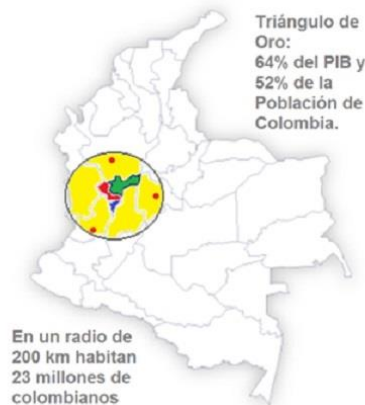 Triángulo de
Oro:
64% del PIB y
52% de la
Población de
Colombia.
En un radio de
200 km habitan
23 millones de
colombianos